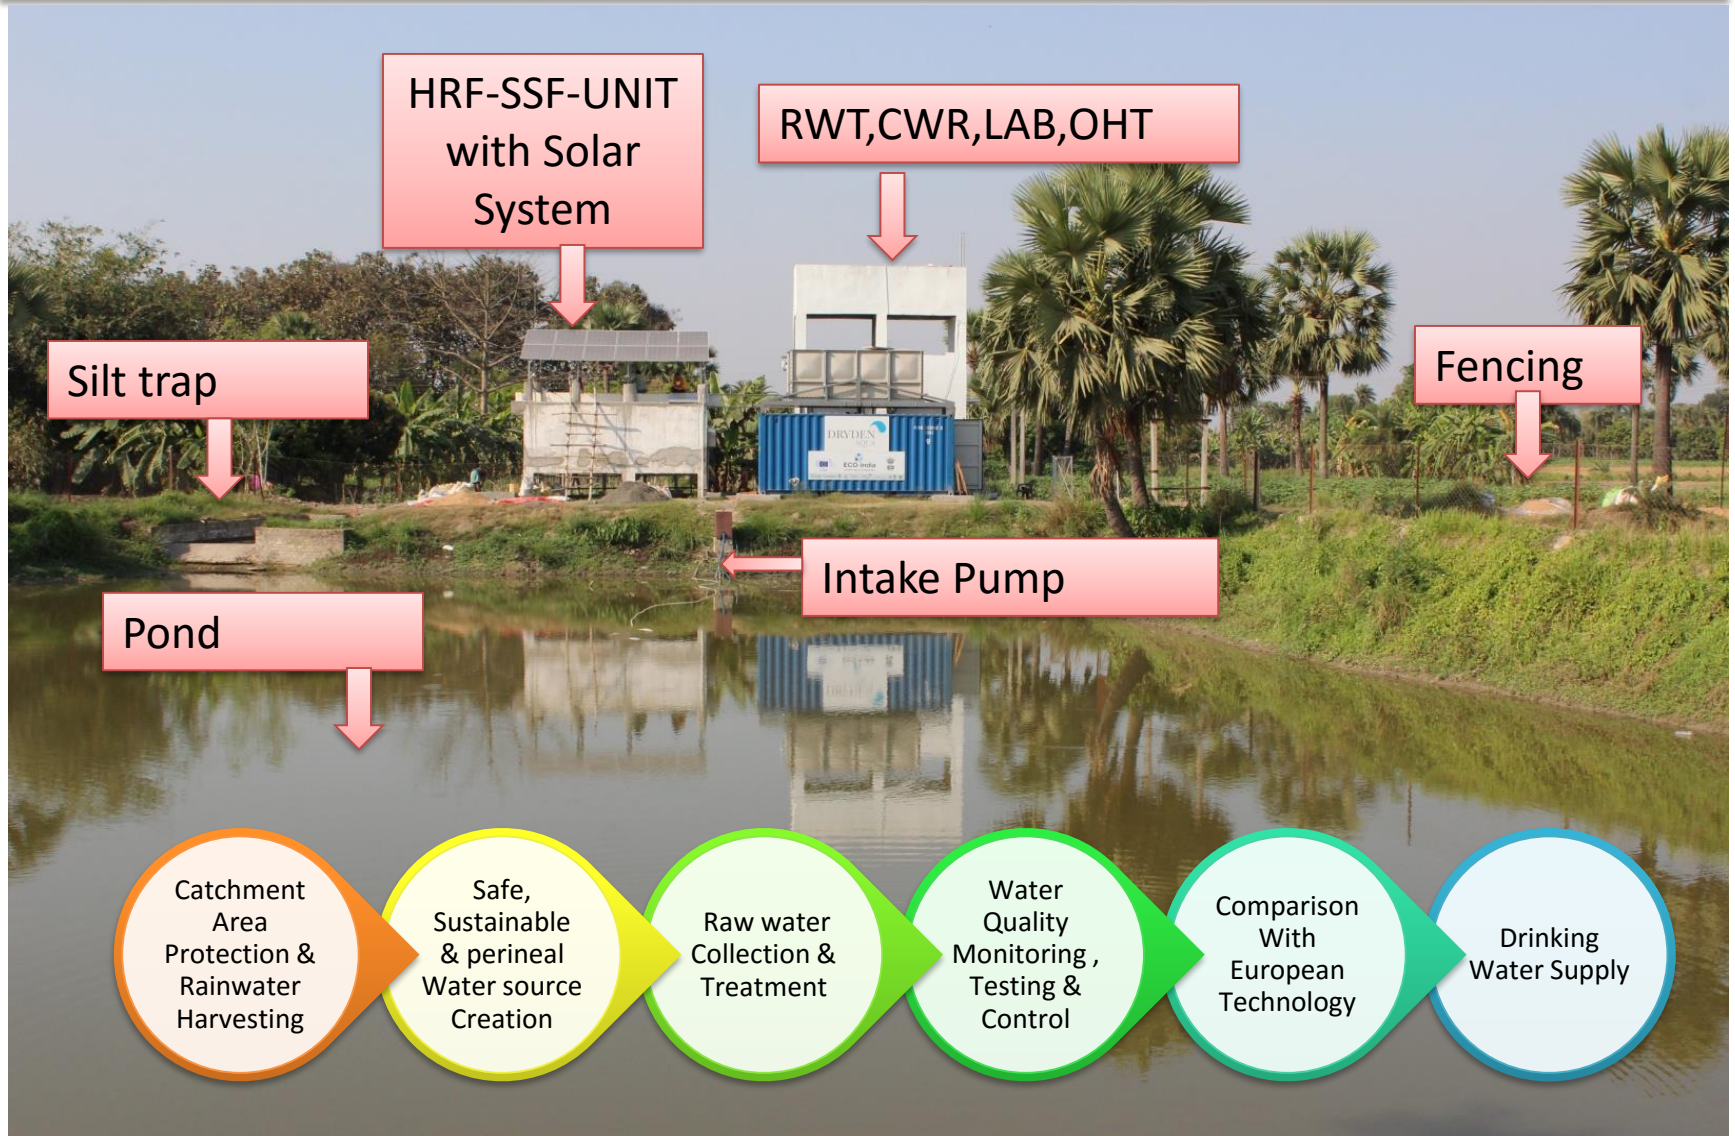 HRF-SSF-UNIT
with Solar
System
RWT,CWR,LAB,OHT
Silt trap
Fencing
DRYDEN
AQUA
ECO-India
Intake Pump
Pond
Catchment
Area
Protection &
Rainwater
Harvesting
Safe,
Sustainable
& perineal
Water source
Creation
Raw water
Collection &
Treatment
Water
Quality
Monitoring ,
Testing &
Control
Comparison
With
European
Technology
Drinking
Water Supply